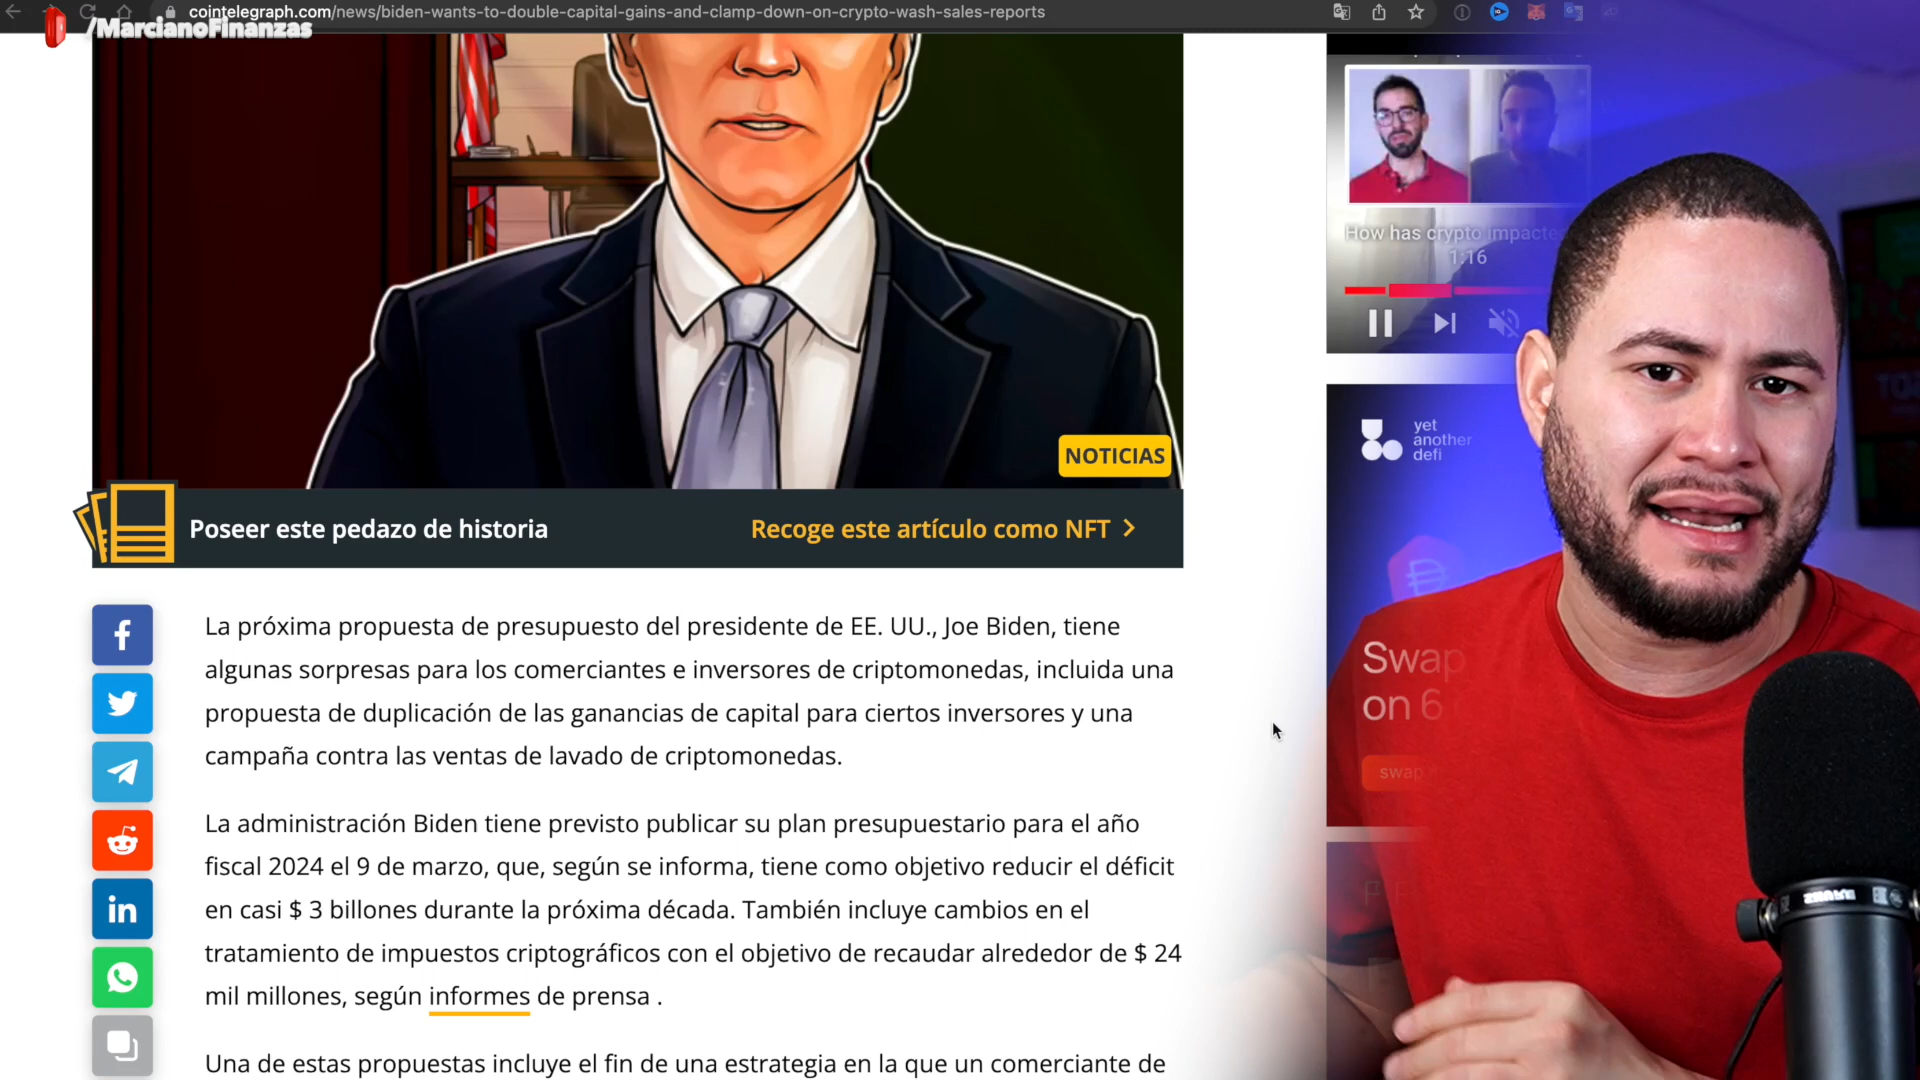 cointelegraph.com/news/biden-wants-to-double-capital-gains-and-clamp-down-on-crypto-wash-sales-reports
/MarcianoFinanzas
How has crypto impacte
1:16
NOTICIAS
yet
another
defi
Poseer este pedazo de historia
Recoge este artículo como NFT >
La próxima propuesta de presupuesto del presidente de EE. UU., Joe Biden, tiene
algunas sorpresas para los comerciantes e inversores de criptomonedas, incluida una
propuesta de duplicación de las ganancias de capital para ciertos inversores y una
campaña contra las ventas de lavado de criptomonedas.
Swap
on 6
swap
La administración Biden tiene previsto publicar su plan presupuestario para el año
fiscal 2024 el 9 de marzo, que, según se informa, tiene como objetivo reducir el déficit
en casi $ 3 billones durante la próxima década. También incluye cambios en el
tratamiento de impuestos criptográficos con el objetivo de recaudar alrededor de $ 24
mil millones, según informes de prensa .
Una de estas propuestas incluye el fin de una estrategia en la que un comerciante de